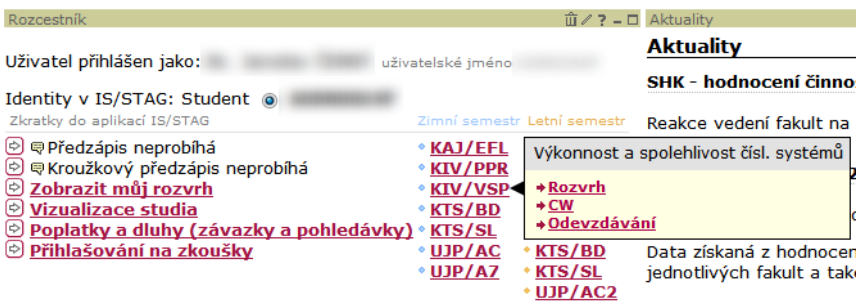 Rozcestník
Uživatel přihlášen jako: uživatelské jméno
Identity v IS/STAG: Student
Zkratky do aplikací IS/STAG
Předzápis neprobíhá
Kroužkový předzápis neprobíhá
Zobrazit můj rozvrh
Vizualizace studia
Poplatky a dluhy (závazky a pohledávky)
Přihlašování na zkoušky
Zimní semestr
KAJ/EFL
KIV/PPR
KIV/VSP
KTS/BD
KTS/SL
UJP/AC
UJP/A7
Letní semestr
KTS/BD
KTS/SL
UJP/AC2
Výkonnost a spolehlivost čísl. systémů
Rozvrh
CW
Odevzdávání
Aktuality
Aktuality
SHK - hodnocení činno
Reakce vedení fakult na
Data získaná z hodnocen
jednotlivých fakult a tak